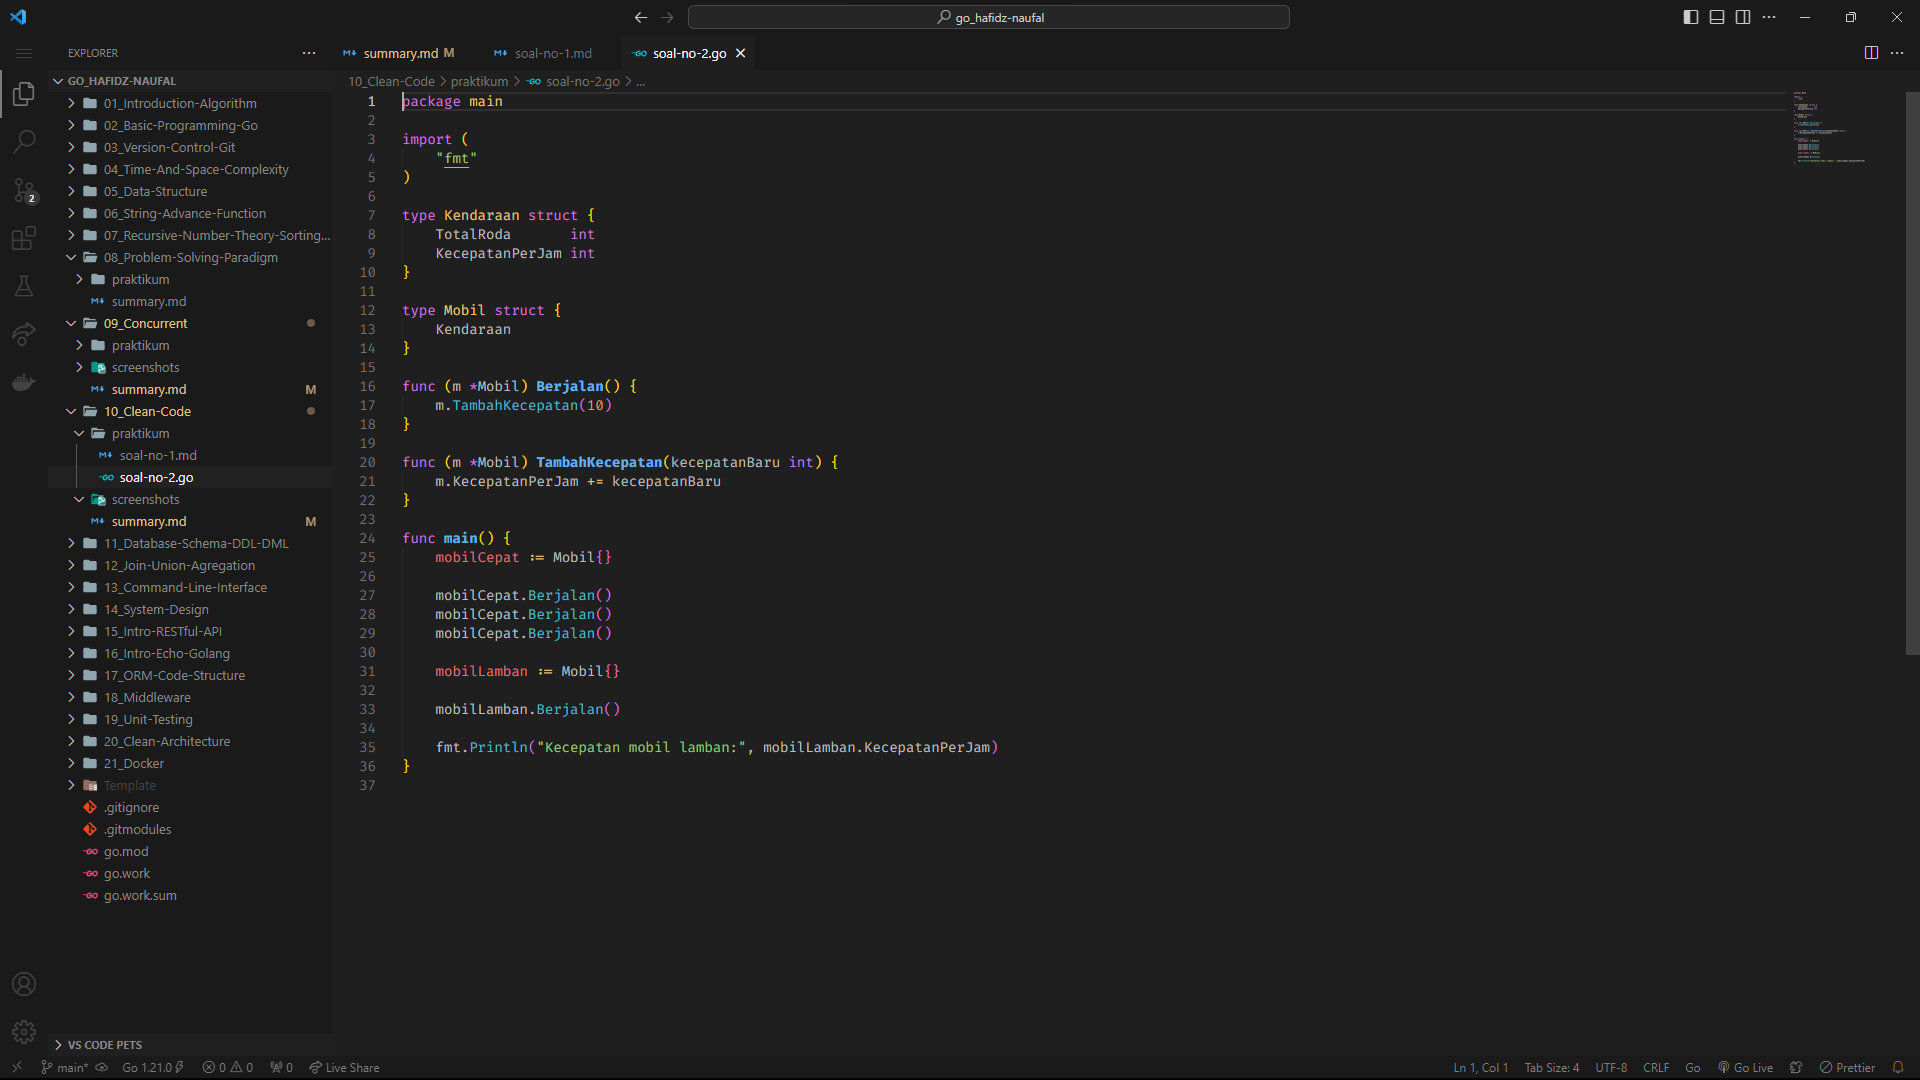 go_hafidz-naufal
EXPLORER
summary.md M
soal-no-1.md
soal-no-2.go
GO_HAFIDZ-NAUFAL
01_Introduction-Algorithm
02_Basic-Programming-Go
03_Version-Control-Git
04_Time-And-Space-Complexity
05_Data-Structure
06_String-Advance-Function
07_Recursive-Number-Theory-Sorting...
08_Problem-Solving-Paradigm
praktikum
summary.md
09_Concurrent
praktikum
screenshots
summary.md M
10_Clean-Code
praktikum
soal-no-1.md
soal-no-2.go
screenshots
summary.md M
11_Database-Schema-DDL-DML
12_Join-Union-Agregation
13_Command-Line-Interface
14_System-Design
15_Intro-RESTful-API
16_Intro-Echo-Golang
17_ORM-Code-Structure
18_Middleware
19_Unit-Testing
20_Clean-Architecture
21_Docker
Template
.gitignore
.gitmodules
go.mod
go.work
go.work.sum
VS CODE PETS
2
10_Clean-Code > praktikum > soal-no-2.go > ...
1 package main
2
3 import (
4 "fmt"
5 )
6
7 type Kendaraan struct {
8 TotalRoda int
9 KecepatanPerJam int
10 }
11
12 type Mobil struct {
13 Kendaraan
14 }
15
16 func (m *Mobil) Berjalan() {
17 m.TambahKecepatan(10)
18 }
19
20 func (m *Mobil) TambahKecepatan(kecepatanBaru int) {
21 m.KecepatanPerJam += kecepatanBaru
22 }
23
24 func main() {
25 mobilCepat := Mobil{}
26
27 mobilCepat.Berjalan()
28 mobilCepat.Berjalan()
29 mobilCepat.Berjalan()
30
31 mobilLamban := Mobil{}
32
33 mobilLamban.Berjalan()
34
35 fmt.Println("Kecepatan mobil lamban:", mobilLamban.KecepatanPerJam)
36 }
37
main* Go 1.21.0 0 0 0 Live Share Ln 1, Col 1 Tab Size: 4 UTF-8 CRLF Go Go Live Prettier